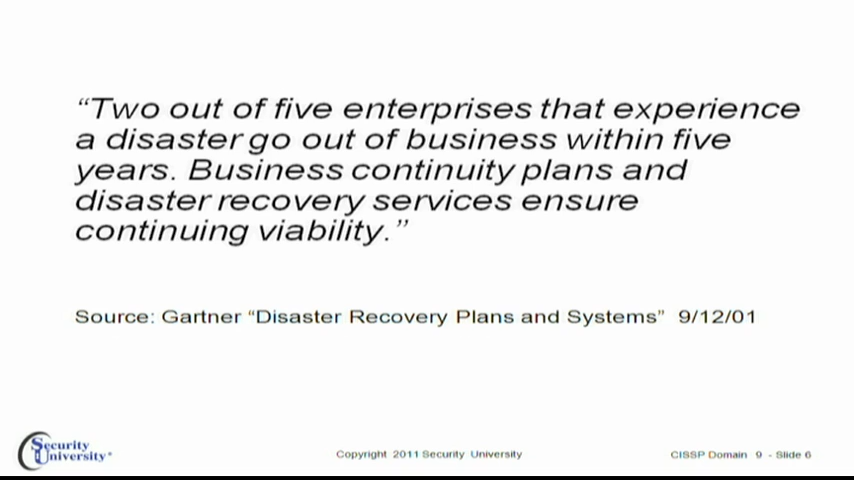 “Two out of five enterprises that experience
a disaster go out of business within five
years. Business continuity plans and
disaster recovery services ensure
continuing viability.”
Source: Gartner “Disaster Recovery Plans and Systems” 9/12/01
Security
University
Copyright 2011 Security University
CISSP Domain 9 - Slide 6